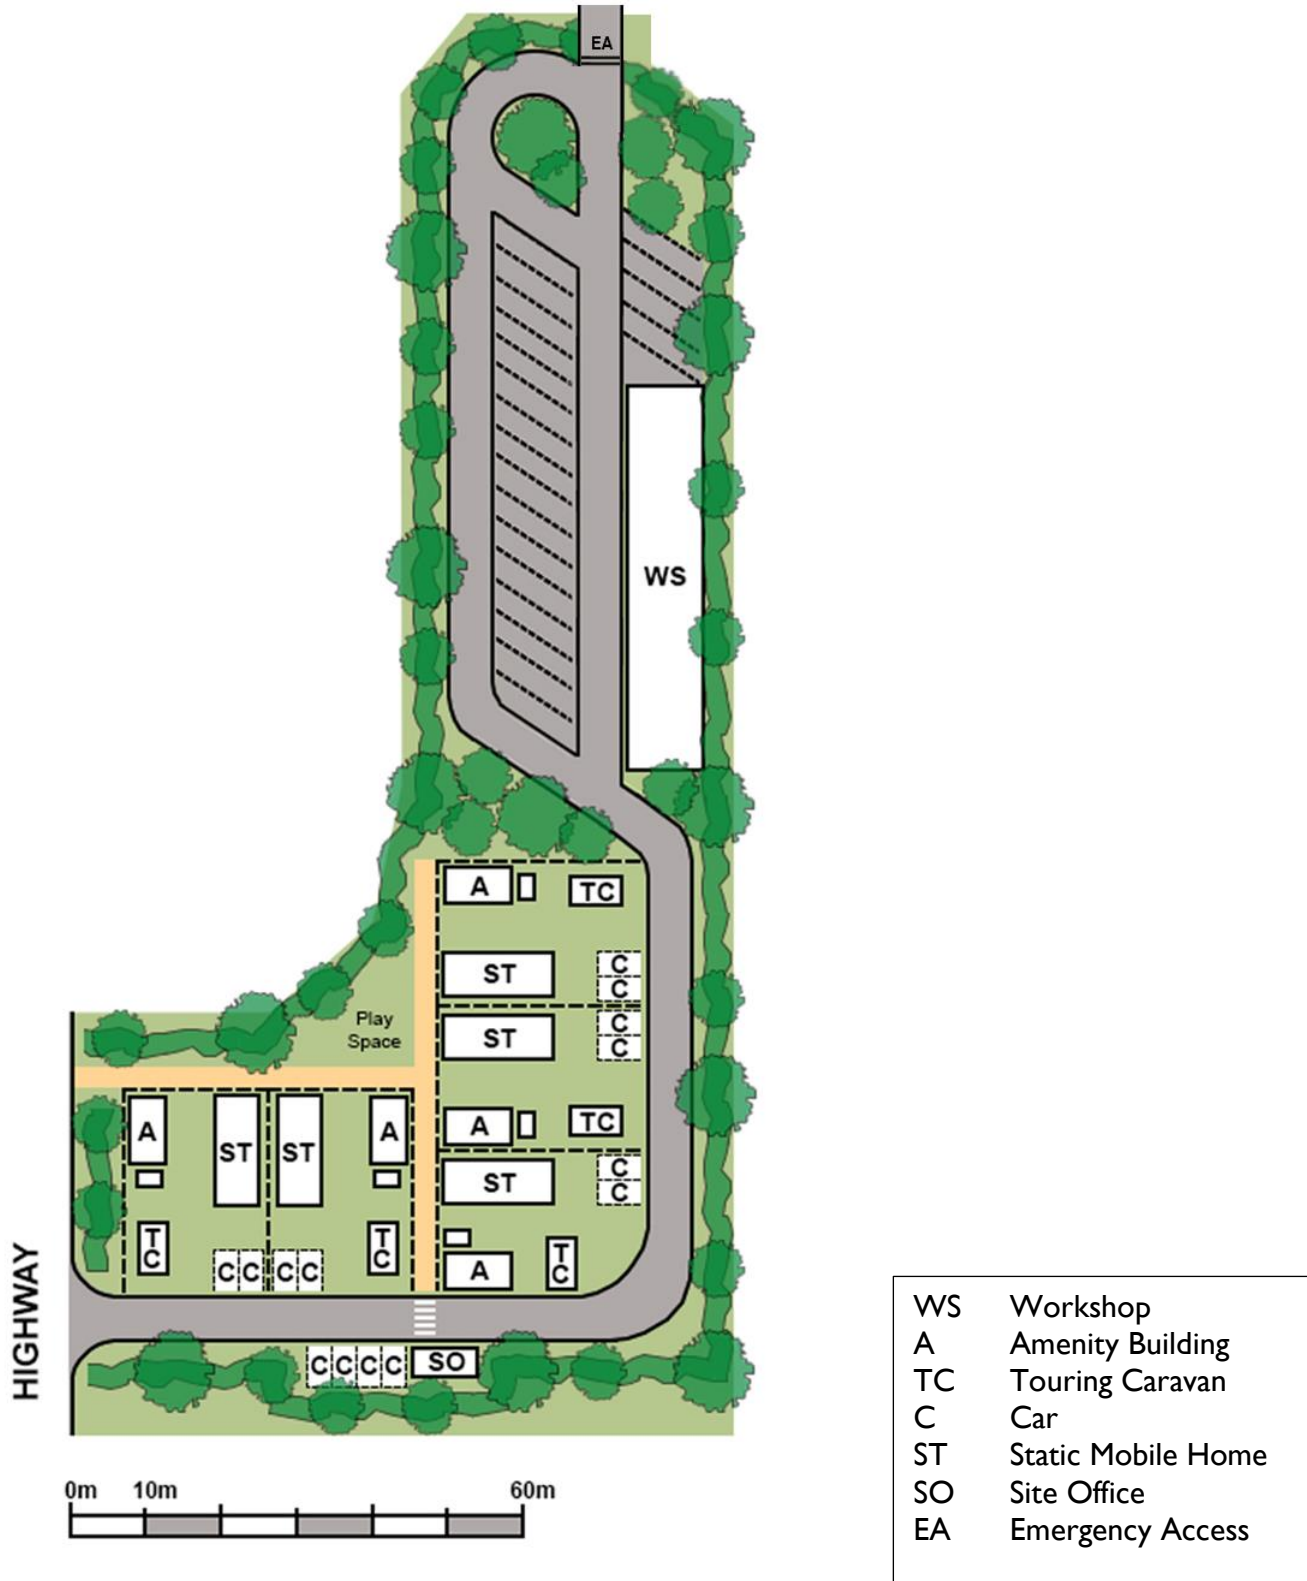 EA
WS
A
TC
ST
C
C
Play
Space
ST
C
C
A
ST
ST
A
A
TC
ST
C
C
T
C
T
C
C C C C
A
T
C
HIGHWAY
C C C C
SO
0m 10m 60m
WS Workshop
A Amenity Building
TC Touring Caravan
C Car
ST Static Mobile Home
SO Site Office
EA Emergency Access